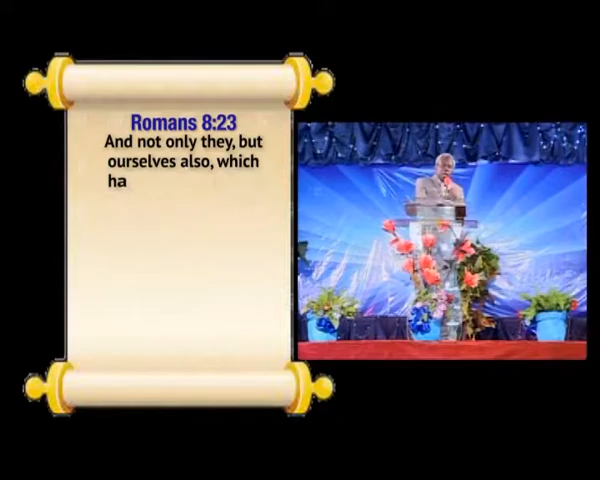 Romans 8:23
And not only they, but
ourselves also, which
ha